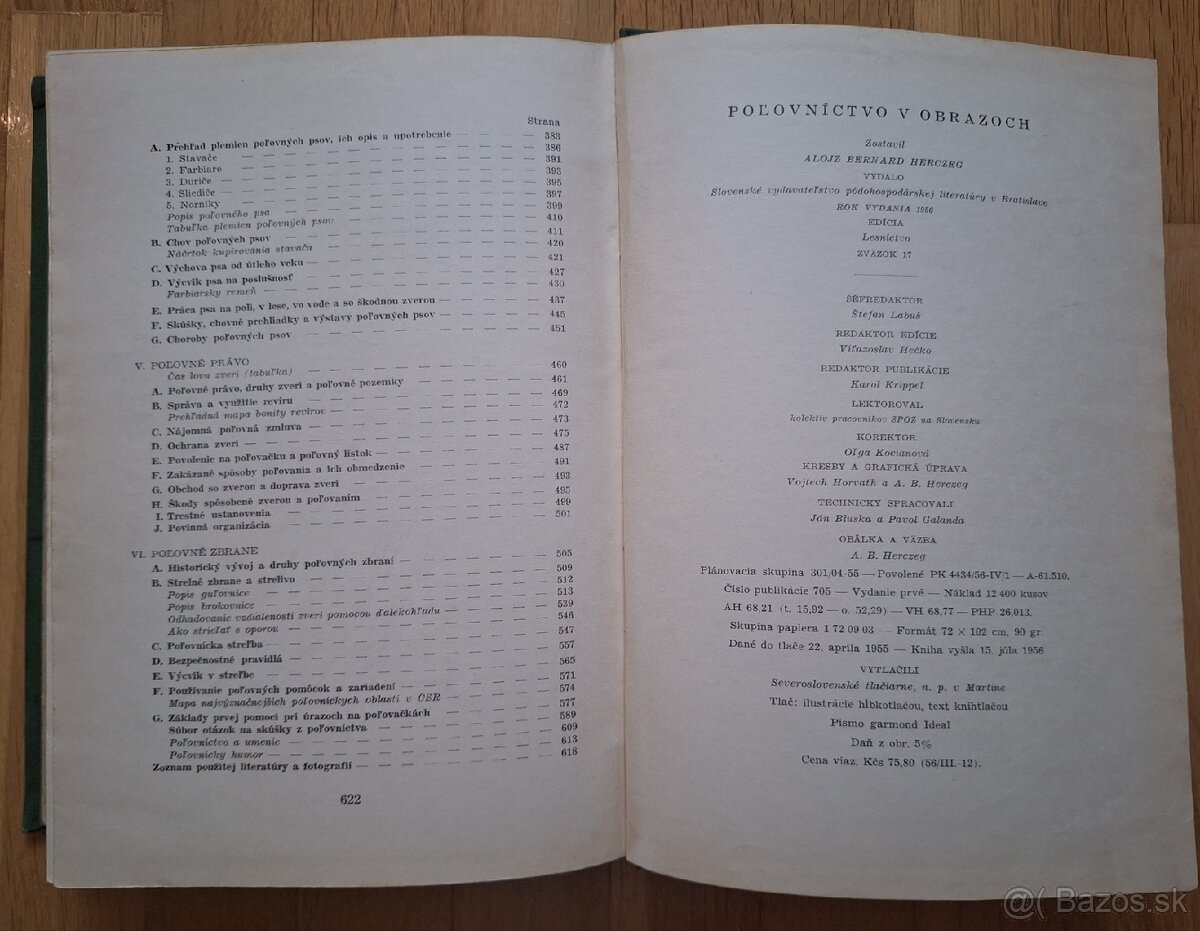 Strana
A. Prehľad plemien poľovných psov, ich opis a upotrebenie — 383
1. Stavače — 386
2. Farbiare — 391
3. Duriče — 393
4. Sliediče — 395
5. Norníky — 397
Popis poľovného psa — 399
Tabuľka plemien poľovných psov — 410
B. Chov poľovných psov — 411
Náčrtok kupírovania stavača — 420
C. Výchova psa od útleho veku — 421
D. Výcvik psa na poslušnosť — 427
Farbiarsky remeň — 430
E. Práca psa na poli, v lese, vo vode a so škodnou zverou — 437
F. Skúšky, chovné prehliadky a výstavy poľovných psov — 445
G. Choroby poľovných psov — 451
V. POĽOVNÉ PRÁVO
Čas lovu zveri (tabuľka) — 460
A. Poľovné právo, druhy zveri a poľovné pozemky — 461
B. Správa a využitie revíru — 469
Prehľadná mapa bonity revírov — 472
C. Nájomná poľovná zmluva — 473
D. Ochrana zveri — 475
E. Povolenie na poľovačku a poľovný lístok — 487
F. Zakázané spôsoby poľovania a ich obmedzenie — 491
G. Obchod so zverou a doprava zveri — 493
H. Škody spôsobené zverou a poľovaním — 495
I. Trestné ustanovenia — 499
J. Povinná organizácia — 501
VI. POĽOVNÉ ZBRANE
A. Historický vývoj a druhy poľovných zbraní — 505
B. Strelné zbrane a strelivo — 509
Popis guľovnice — 512
Popis brokovnice — 513
Odhadovanie vzdialenosti zveri pomocou ďalekohľadu — 539
Ako strieľať s oporou — 546
C. Poľovnícka streľba — 547
D. Bezpečnostné pravidlá — 557
E. Výcvik v streľbe — 565
F. Používanie poľovných pomôcok a zariadení — 571
Mapa najvýznačnejších poľovníckych oblastí v ČSR — 574
G. Základy prvej pomoci pri úrazoch na poľovačkách — 577
Súbor otázok na skúšky z poľovníctva — 589
Poľovníctvo a umenie — 609
Poľovnícky humor — 613
Zoznam použitej literatúry a fotografií — 618
622
POĽOVNÍCTVO V OBRAZOCH
Zostavil
ALOJZ BERNARD HERCZEG
VYDALO
Slovenské vydavateľstvo pôdohospodárskej literatúry v Bratislave
ROK VYDANIA 1956
EDÍCIA
Lesníctvo
ZVÄZOK 17
ŠÉFREDAKTOR
Štefan Labuš
REDAKTOR EDÍCIE
Víťazoslav Hečko
REDAKTOR PUBLIKÁCIE
Karol Krippel
LEKTOROVAL
kolektív pracovníkov SPOZ na Slovensku
KOREKTOR
Oľga Kocianová
KRESBY A GRAFICKÁ ÚPRAVA
Vojtech Horváth a A. B. Herczeg
TECHNICKY SPRACOVALI
Ján Bluska a Pavol Galanda
OBÁLKA A VÄZBA
A. B. Herczeg
Plánovacia skupina 301/04-55 — Povolené PK 4434/56-IV/1 — A-61.510.
Číslo publikácie 705 — Vydanie prvé — Náklad 12 400 kusov
AH 68,21 (t. 15,92 — o. 52,29) — VH 68,77 — PHP 26,013.
Skupina papiera 1 72 09 03 — Formát 72 × 102 cm, 90 gr.
Dané do tlače 22. apríla 1955 — Kniha vyšla 15. júla 1956
VYTLAČILI
Severoslovenské tlačiarne, n. p. v Martine
Tlač: ilustrácie hĺbkotlačou, text kníhtlačou
Písmo garmond Ideal
Daň z obr. 5%
Cena viaz. Kčs 75,80 (56/III.-12).
@( Bazos.sk